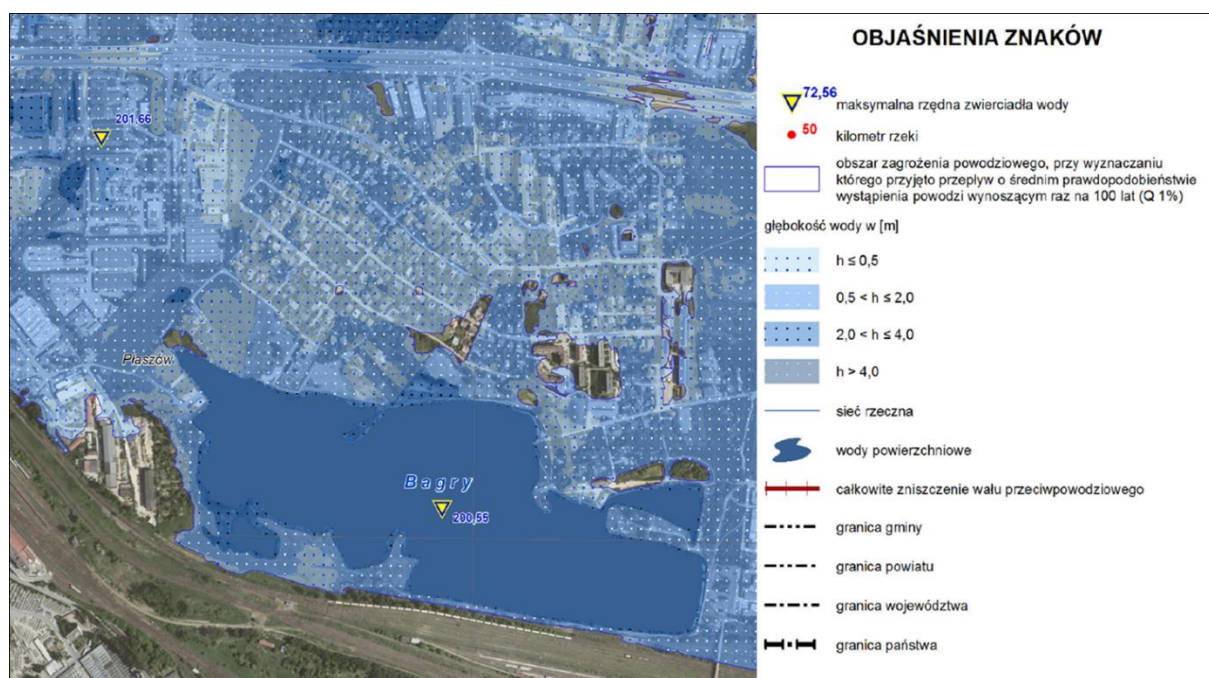 201,66
Płaszów
Bagry
200,55
OBJAŚNIENIA ZNAKÓW
72,56
maksymalna rzędna zwierciadła wody
50
kilometr rzeki
obszar zagrożenia powodziowego, przy wyznaczaniu
którego przyjęto przepływ o średnim prawdopodobieństwie
wystąpienia powodzi wynoszącym raz na 100 lat (Q 1%)
głębokość wody w [m]
h ≤ 0,5
0,5 < h ≤ 2,0
2,0 < h ≤ 4,0
h > 4,0
sieć rzeczna
wody powierzchniowe
całkowite zniszczenie wału przeciwpowodziowego
granica gminy
granica powiatu
granica województwa
granica państwa